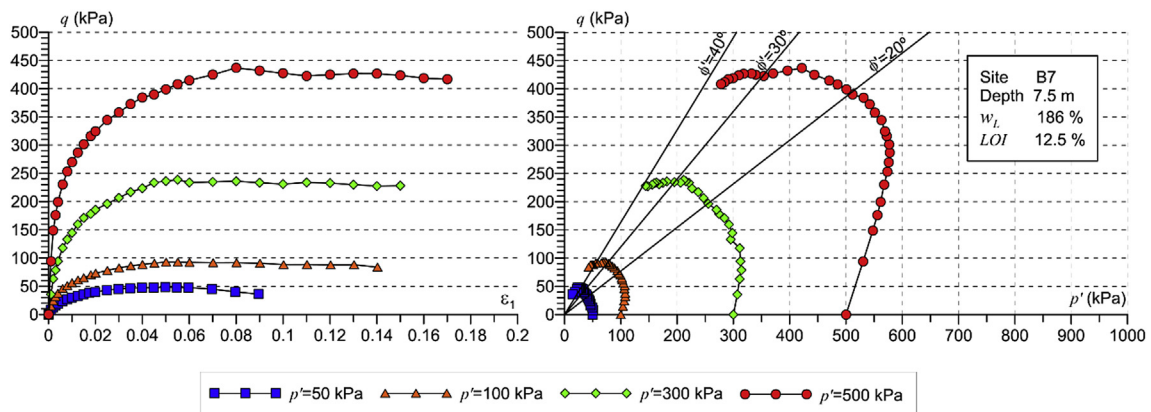 q (kPa)
500
450
400
350
300
250
200
150
100
50
0
0 0.02 0.04 0.06 0.08 0.1 0.12 0.14 0.16 0.18 0.2
ε1
q (kPa)
500
450
400
350
300
250
200
150
100
50
0
0 100 200 300 400 500 600 700 800 900 1000
p' (kPa)
ϕ'=40º
ϕ'=30º
ϕ'=20º
Site B7
Depth 7.5 m
wL 186 %
LOI 12.5 %
p'=50 kPa p'=100 kPa p'=300 kPa p'=500 kPa